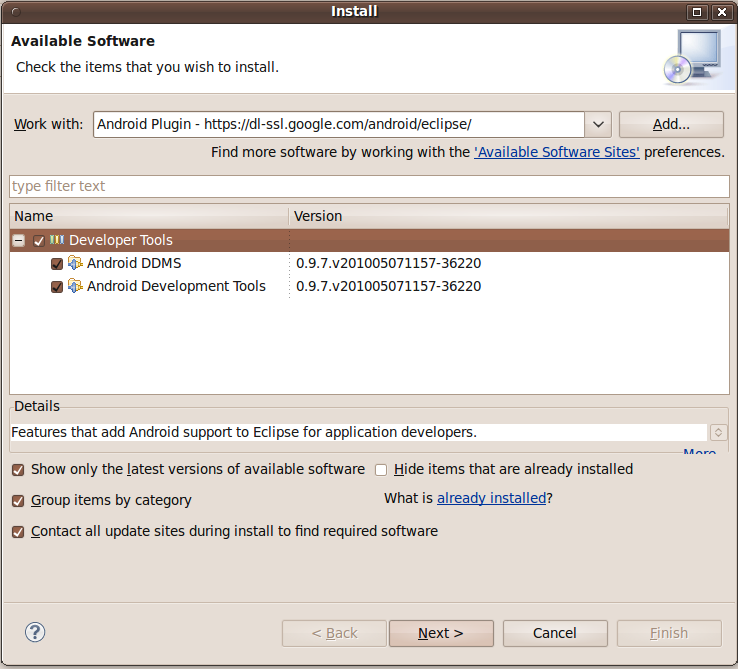 Install
Available Software
Check the items that you wish to install.
Work with: Android Plugin - https://dl-ssl.google.com/android/eclipse/ Add...
Find more software by working with the 'Available Software Sites' preferences.
type filter text
Name Version
Developer Tools
Android DDMS 0.9.7.v201005071157-36220
Android Development Tools 0.9.7.v201005071157-36220
Details
Features that add Android support to Eclipse for application developers.
More
Show only the latest versions of available software Hide items that are already installed
Group items by category What is already installed?
Contact all update sites during install to find required software
? < Back Next > Cancel Finish